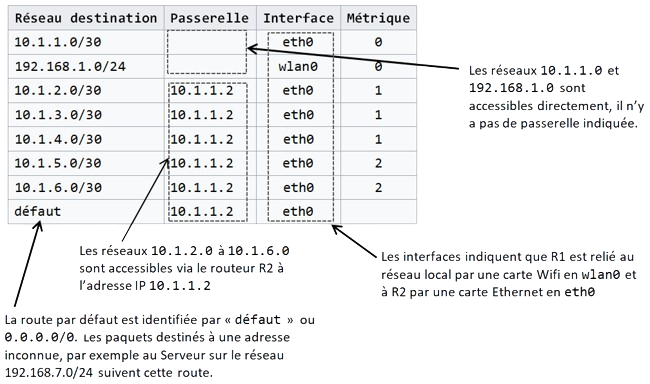 Réseau destination Passerelle Interface Métrique
10.1.1.0/30 eth0 0
192.168.1.0/24 wlan0 0
10.1.2.0/30 10.1.1.2 eth0 1
10.1.3.0/30 10.1.1.2 eth0 1
10.1.4.0/30 10.1.1.2 eth0 1
10.1.5.0/30 10.1.1.2 eth0 2
10.1.6.0/30 10.1.1.2 eth0 2
défaut 10.1.1.2 eth0
Les réseaux 10.1.1.0 et
192.168.1.0 sont
accessibles directement, il n'y
a pas de passerelle indiquée.
Les réseaux 10.1.2.0 à 10.1.6.0
sont accessibles via le routeur R2 à
l'adresse IP 10.1.1.2
Les interfaces indiquent que R1 est relié au
réseau local par une carte Wifi en wlan0 et
à R2 par une carte Ethernet en eth0
La route par défaut est identifiée par « défaut » ou
0.0.0.0/0. Les paquets destinés à une adresse
inconnue, par exemple au Serveur sur le réseau
192.168.7.0/24 suivent cette route.